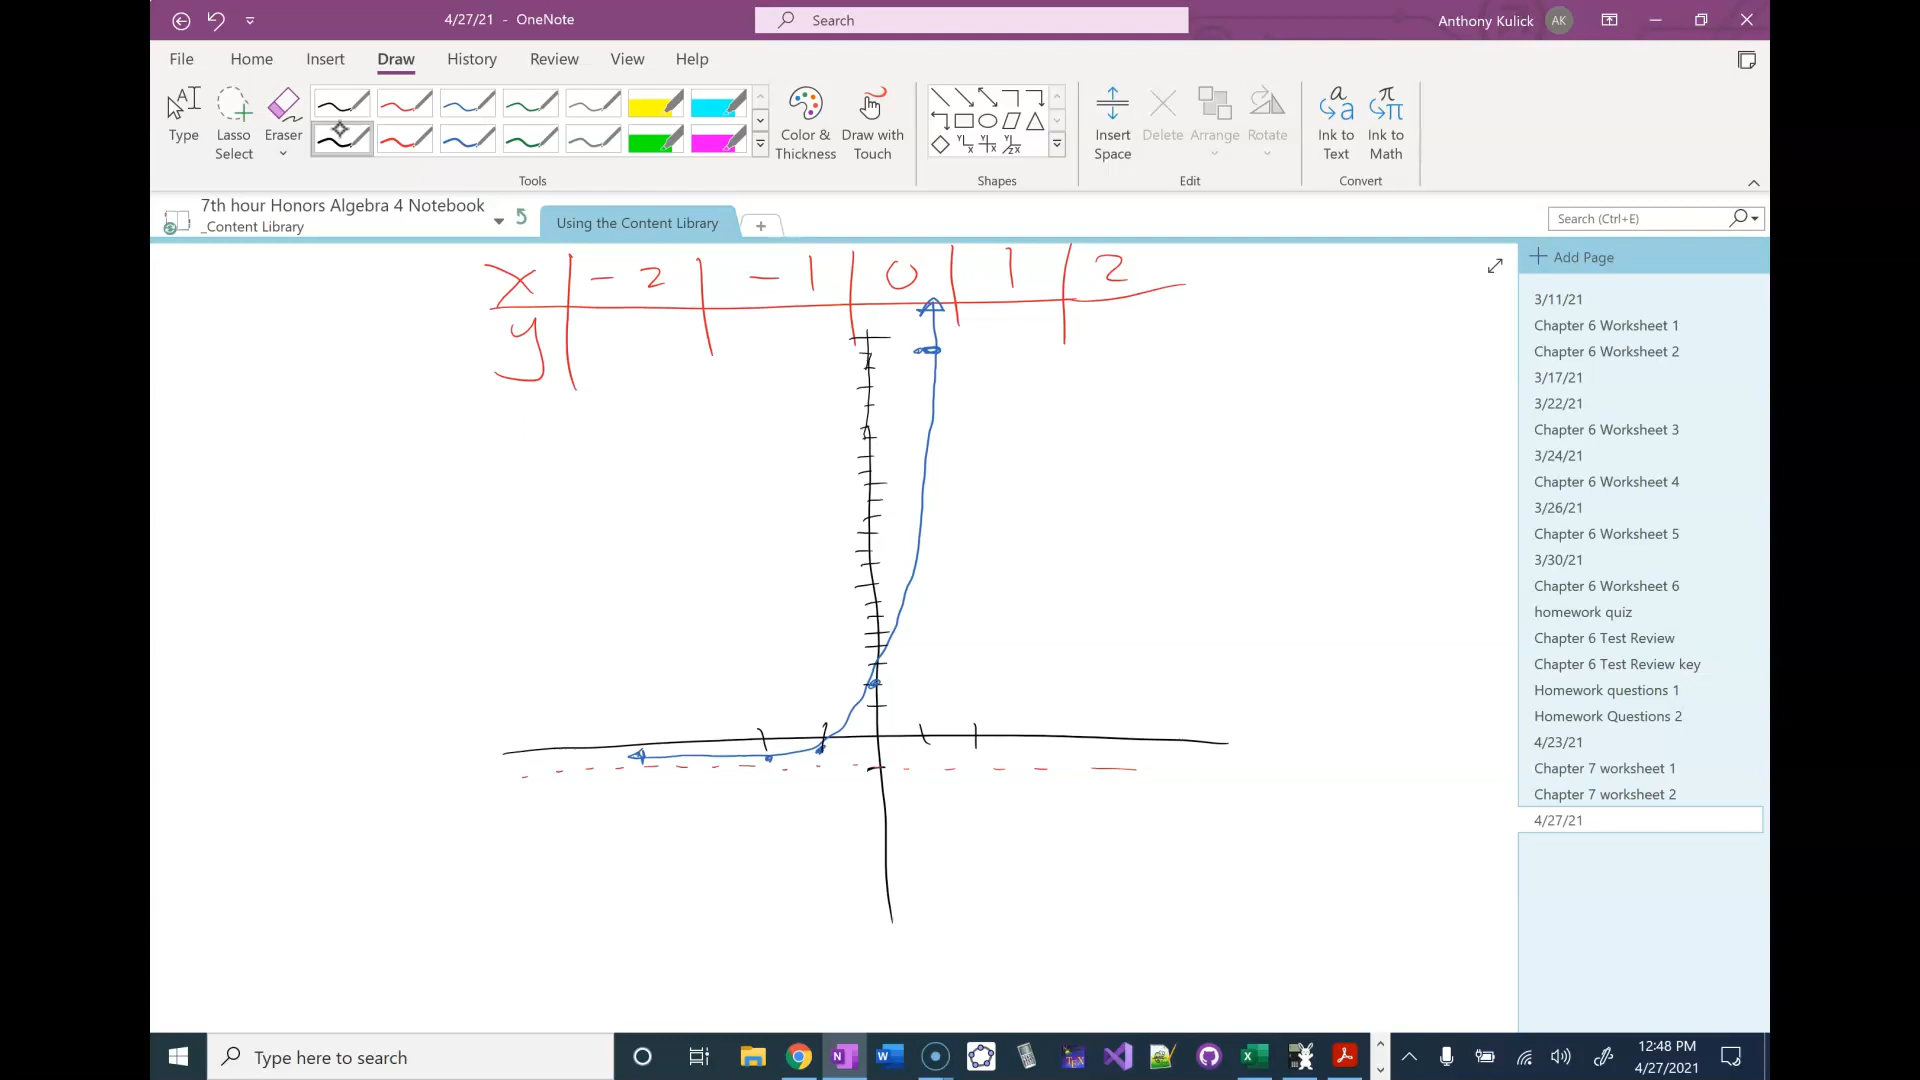 4/27/21 - OneNote
Search
Anthony Kulick
AK
File Home Insert Draw History Review View Help
Type
Lasso Select
Eraser
Color & Thickness
Draw with Touch
Insert Space
Delete
Arrange
Rotate
Ink to Text
Ink to Math
Tools
Shapes
Edit
Convert
7th hour Honors Algebra 4 Notebook
_Content Library
Using the Content Library
Search (Ctrl+E)
x | -2 | -1 | 0 | 1 | 2
y
Add Page
3/11/21
Chapter 6 Worksheet 1
Chapter 6 Worksheet 2
3/17/21
3/22/21
Chapter 6 Worksheet 3
3/24/21
Chapter 6 Worksheet 4
3/26/21
Chapter 6 Worksheet 5
3/30/21
Chapter 6 Worksheet 6
homework quiz
Chapter 6 Test Review
Chapter 6 Test Review key
Homework questions 1
Homework Questions 2
4/23/21
Chapter 7 worksheet 1
Chapter 7 worksheet 2
4/27/21
Type here to search
12:48 PM
4/27/2021